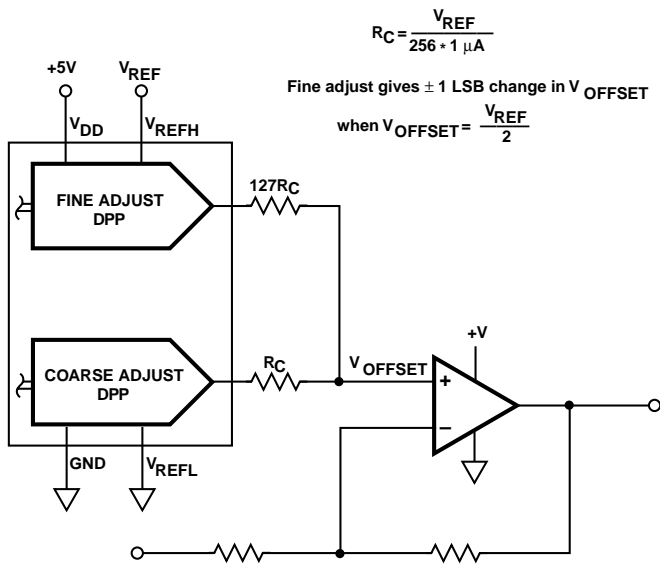 R_C = V_REF / 256 * 1 µA
Fine adjust gives ± 1 LSB change in V_OFFSET
when V_OFFSET = V_REF / 2
+5V
V_REF
V_DD
V_REFH
FINE ADJUST
DPP
127R_C
COARSE ADJUST
DPP
R_C
V_OFFSET
+V
+
−
GND
V_REFL